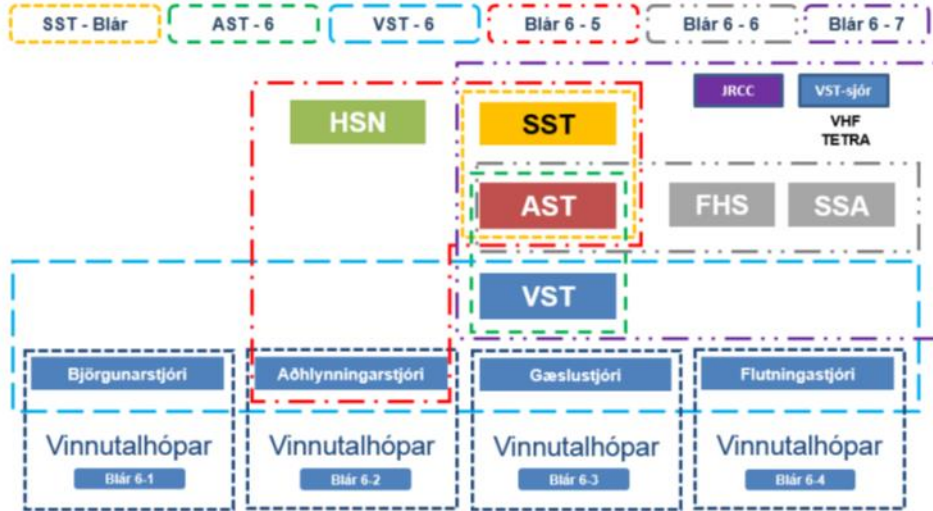 SST - Blár
AST - 6
VST - 6
Blár 6 - 5
Blár 6 - 6
Blár 6 - 7
JRCC
VST-sjór
VHF
TETRA
HSN
SST
AST
FHS
SSA
VST
Björgunarstjóri
Aðhlynningarstjóri
Gæslustjóri
Flutningastjóri
Vinnutalhópar
Vinnutalhópar
Vinnutalhópar
Vinnutalhópar
Blár 6-1
Blár 6-2
Blár 6-3
Blár 6-4